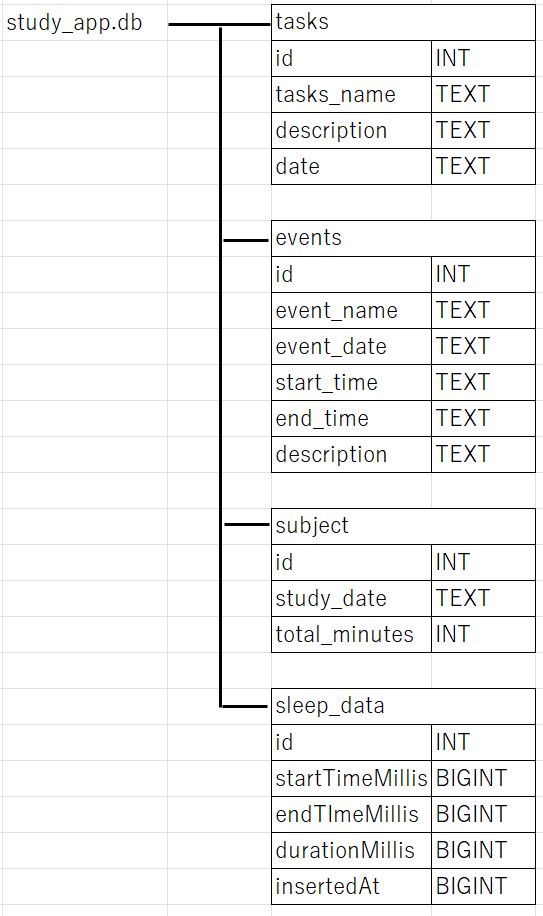 study_app.db
tasks
id INT
tasks_name TEXT
description TEXT
date TEXT
events
id INT
event_name TEXT
event_date TEXT
start_time TEXT
end_time TEXT
description TEXT
subject
id INT
study_date TEXT
total_minutes INT
sleep_data
id INT
startTimeMillis BIGINT
endTImeMillis BIGINT
durationMillis BIGINT
insertedAt BIGINT